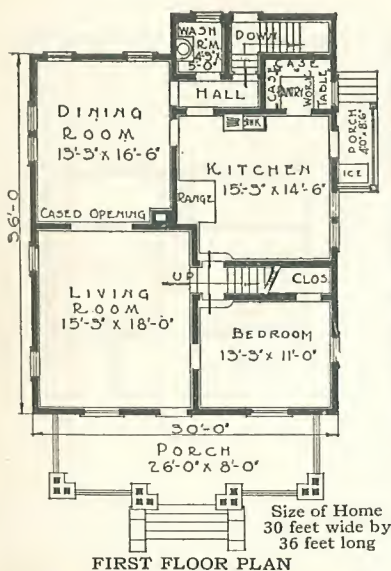 WASH
R'M.
4'-9"x
5'-0"
DOWN
CASE
CASE
PANTRY
WORK
TABLE
HALL
DINING
ROOM
13'-3" x 16'-6"
CASED OPENING
KITCHEN
15'-3" x 14'-6"
RANGE
PORCH
ICE
36'-0
UP
CLOS.
LIVING
ROOM
15'-3" x 18'-0"
BEDROOM
13'-3" x 11'-0"
30'-0"
PORCH
26'-0" x 8'-0"
Size of Home
30 feet wide by
36 feet long
FIRST FLOOR PLAN